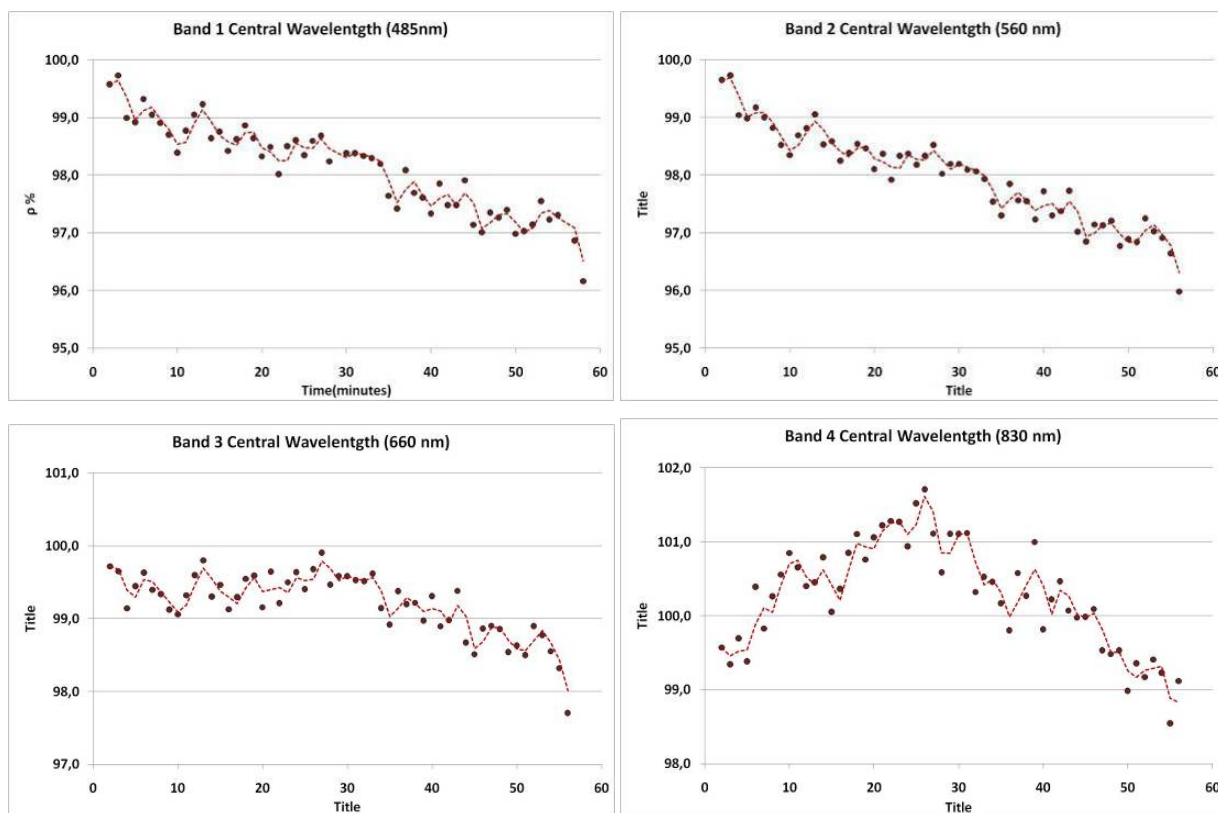 Band 1 Central Wavelentgth (485nm)
100,0
99,0
98,0
97,0
96,0
95,0
ρ %
0 10 20 30 40 50 60
Time(minutes)
Band 2 Central Wavelentgth (560 nm)
100,0
99,0
98,0
97,0
96,0
95,0
Title
0 10 20 30 40 50 60
Title
Band 3 Central Wavelentgth (660 nm)
101,0
100,0
99,0
98,0
97,0
Title
0 10 20 30 40 50 60
Title
Band 4 Central Wavelentgth (830 nm)
102,0
101,0
100,0
99,0
98,0
Title
0 10 20 30 40 50 60
Title